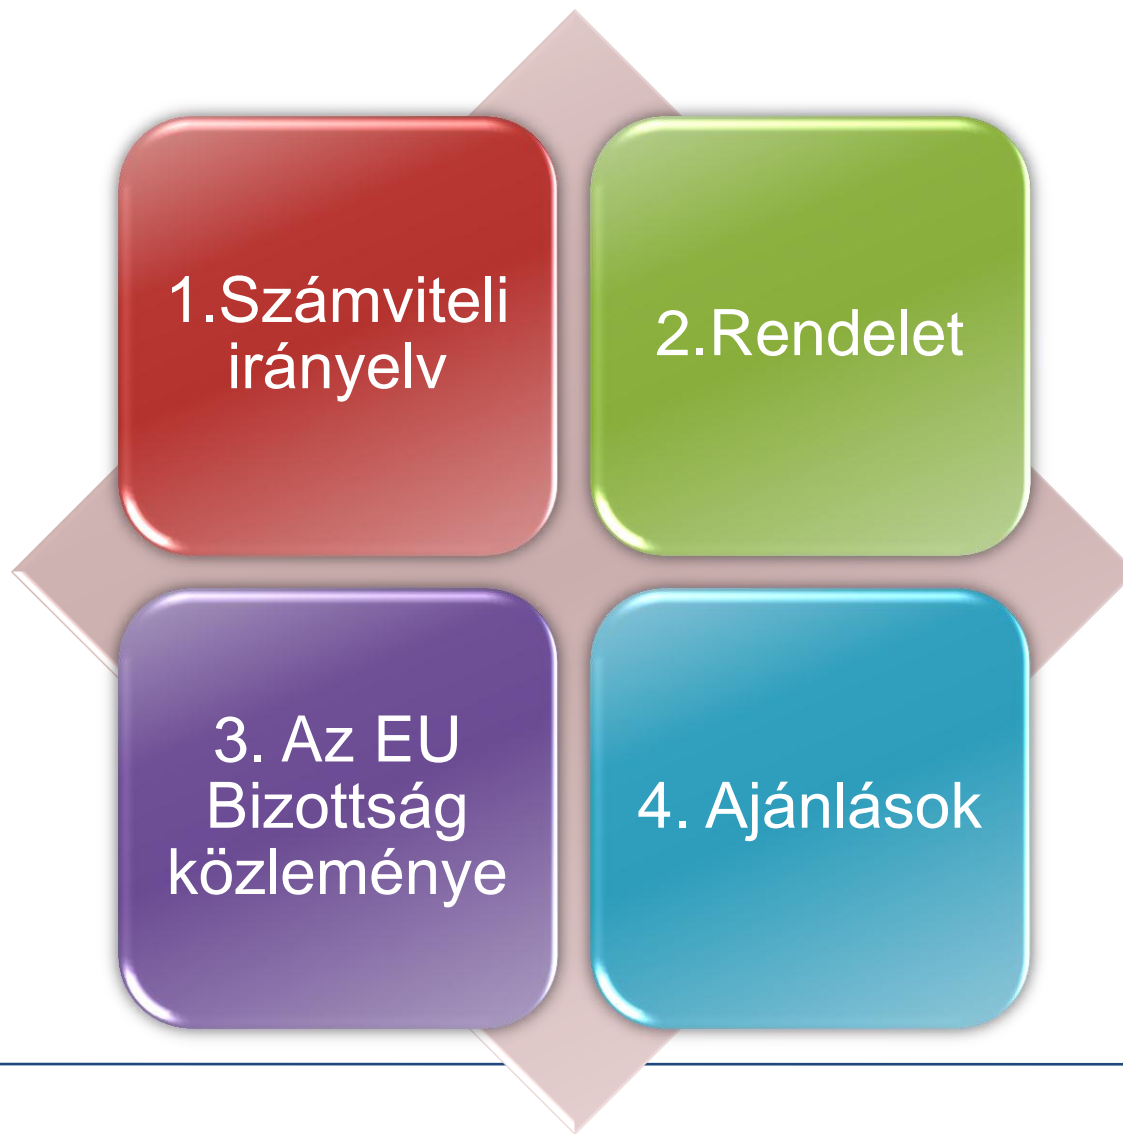 1.Számviteli
irányelv
2.Rendelet
3. Az EU
Bizottság
közleménye
4. Ajánlások